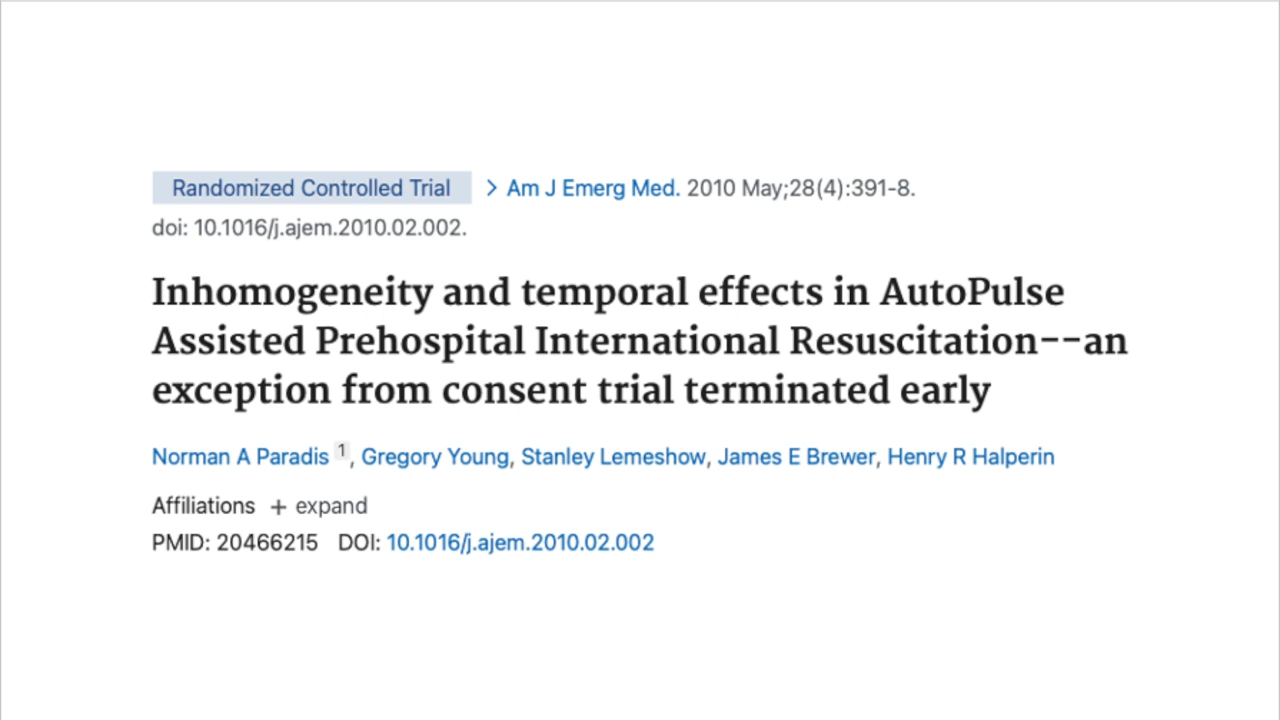 Randomized Controlled Trial > Am J Emerg Med. 2010 May;28(4):391-8.
doi: 10.1016/j.ajem.2010.02.002.
Inhomogeneity and temporal effects in AutoPulse
Assisted Prehospital International Resuscitation--an
exception from consent trial terminated early
Norman A Paradis 1, Gregory Young, Stanley Lemeshow, James E Brewer, Henry R Halperin
Affiliations + expand
PMID: 20466215 DOI: 10.1016/j.ajem.2010.02.002